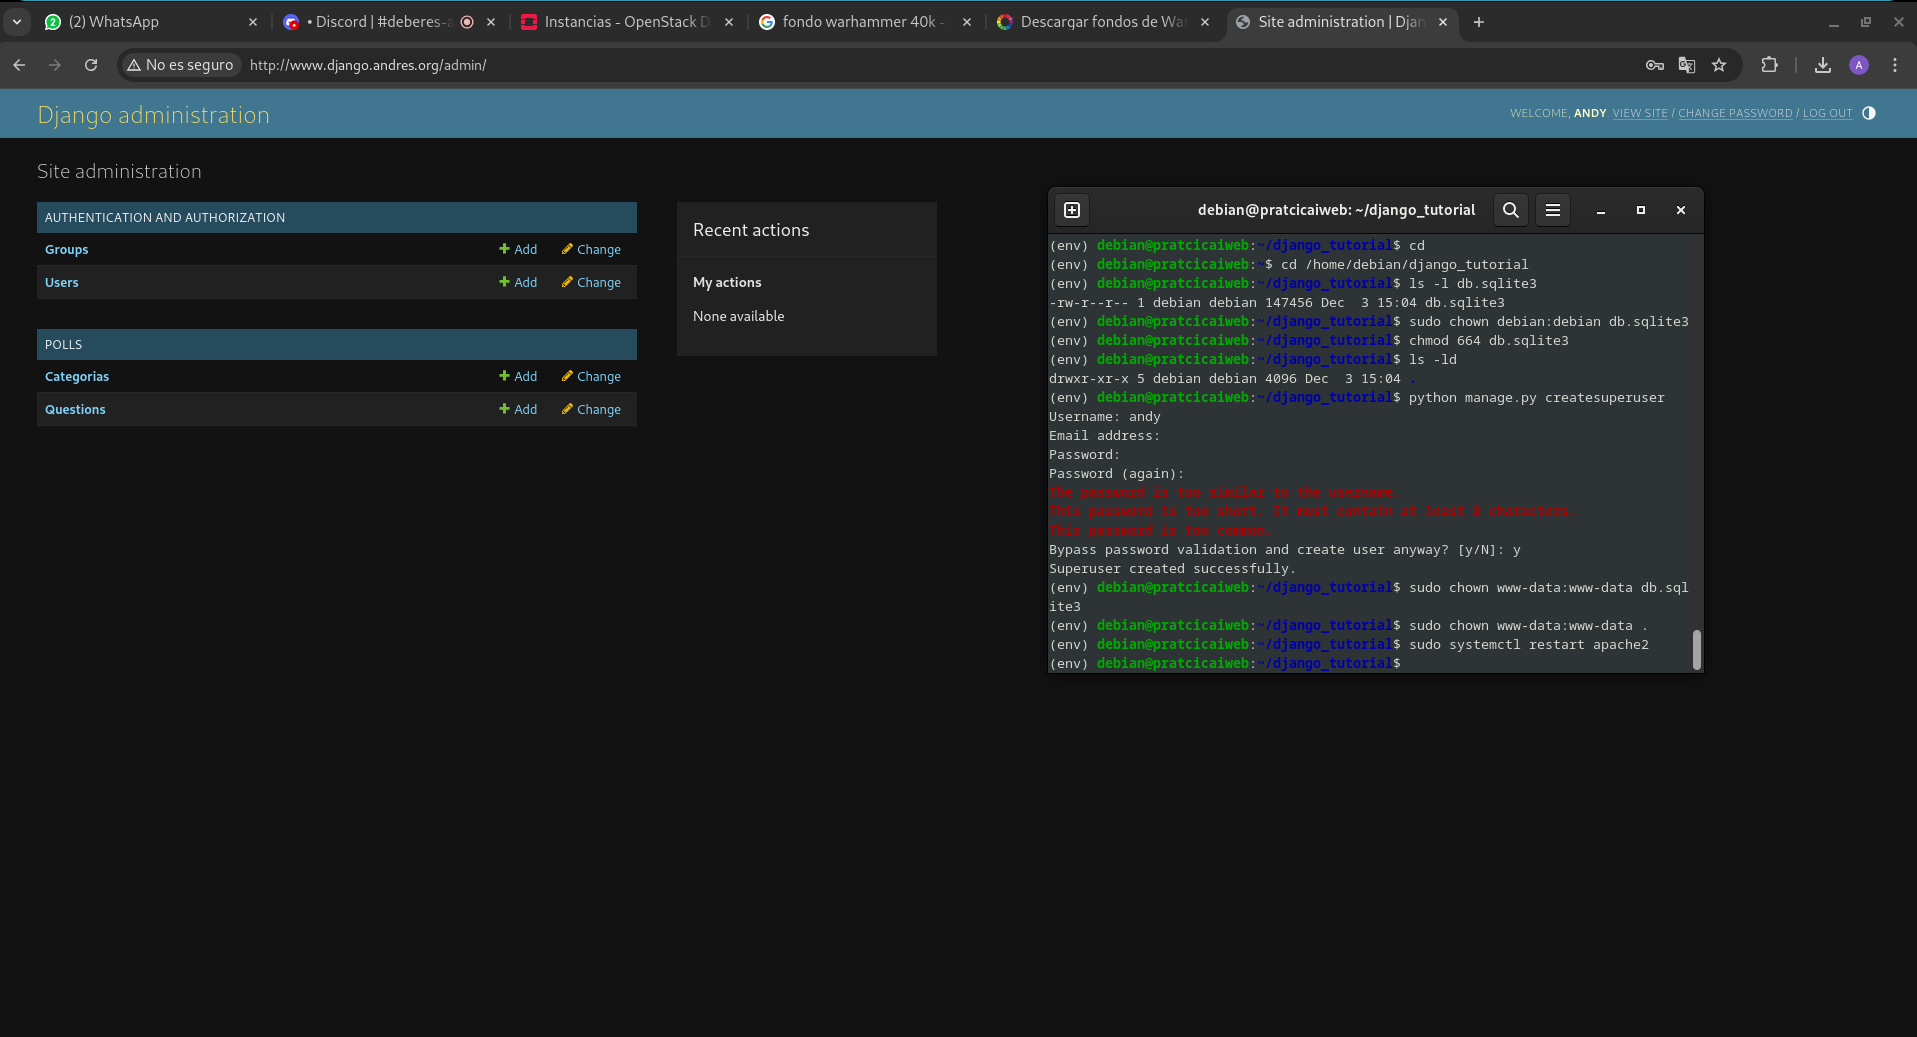 (2) WhatsApp
• Discord | #deberes-a
Instancias - OpenStack D
fondo warhammer 40k -
Descargar fondos de War
Site administration | Djan
No es seguro
http://www.django.andres.org/admin/
A
Django administration
WELCOME, ANDY. VIEW SITE / CHANGE PASSWORD / LOG OUT
Site administration
AUTHENTICATION AND AUTHORIZATION
Groups Add Change
Users Add Change
POLLS
Categorias Add Change
Questions Add Change
Recent actions
My actions
None available
debian@pratcicaiweb: ~/django_tutorial
(env) debian@pratcicaiweb:~/django_tutorial$ cd
(env) debian@pratcicaiweb:~$ cd /home/debian/django_tutorial
(env) debian@pratcicaiweb:~/django_tutorial$ ls -l db.sqlite3
-rw-r--r-- 1 debian debian 147456 Dec  3 15:04 db.sqlite3
(env) debian@pratcicaiweb:~/django_tutorial$ sudo chown debian:debian db.sqlite3
(env) debian@pratcicaiweb:~/django_tutorial$ chmod 664 db.sqlite3
(env) debian@pratcicaiweb:~/django_tutorial$ ls -ld
drwxr-xr-x 5 debian debian 4096 Dec  3 15:04 .
(env) debian@pratcicaiweb:~/django_tutorial$ python manage.py createsuperuser
Username: andy
Email address:
Password:
Password (again):
The password is too similar to the username.
This password is too short. It must contain at least 8 characters.
This password is too common.
Bypass password validation and create user anyway? [y/N]: y
Superuser created successfully.
(env) debian@pratcicaiweb:~/django_tutorial$ sudo chown www-data:www-data db.sql
ite3
(env) debian@pratcicaiweb:~/django_tutorial$ sudo chown www-data:www-data .
(env) debian@pratcicaiweb:~/django_tutorial$ sudo systemctl restart apache2
(env) debian@pratcicaiweb:~/django_tutorial$